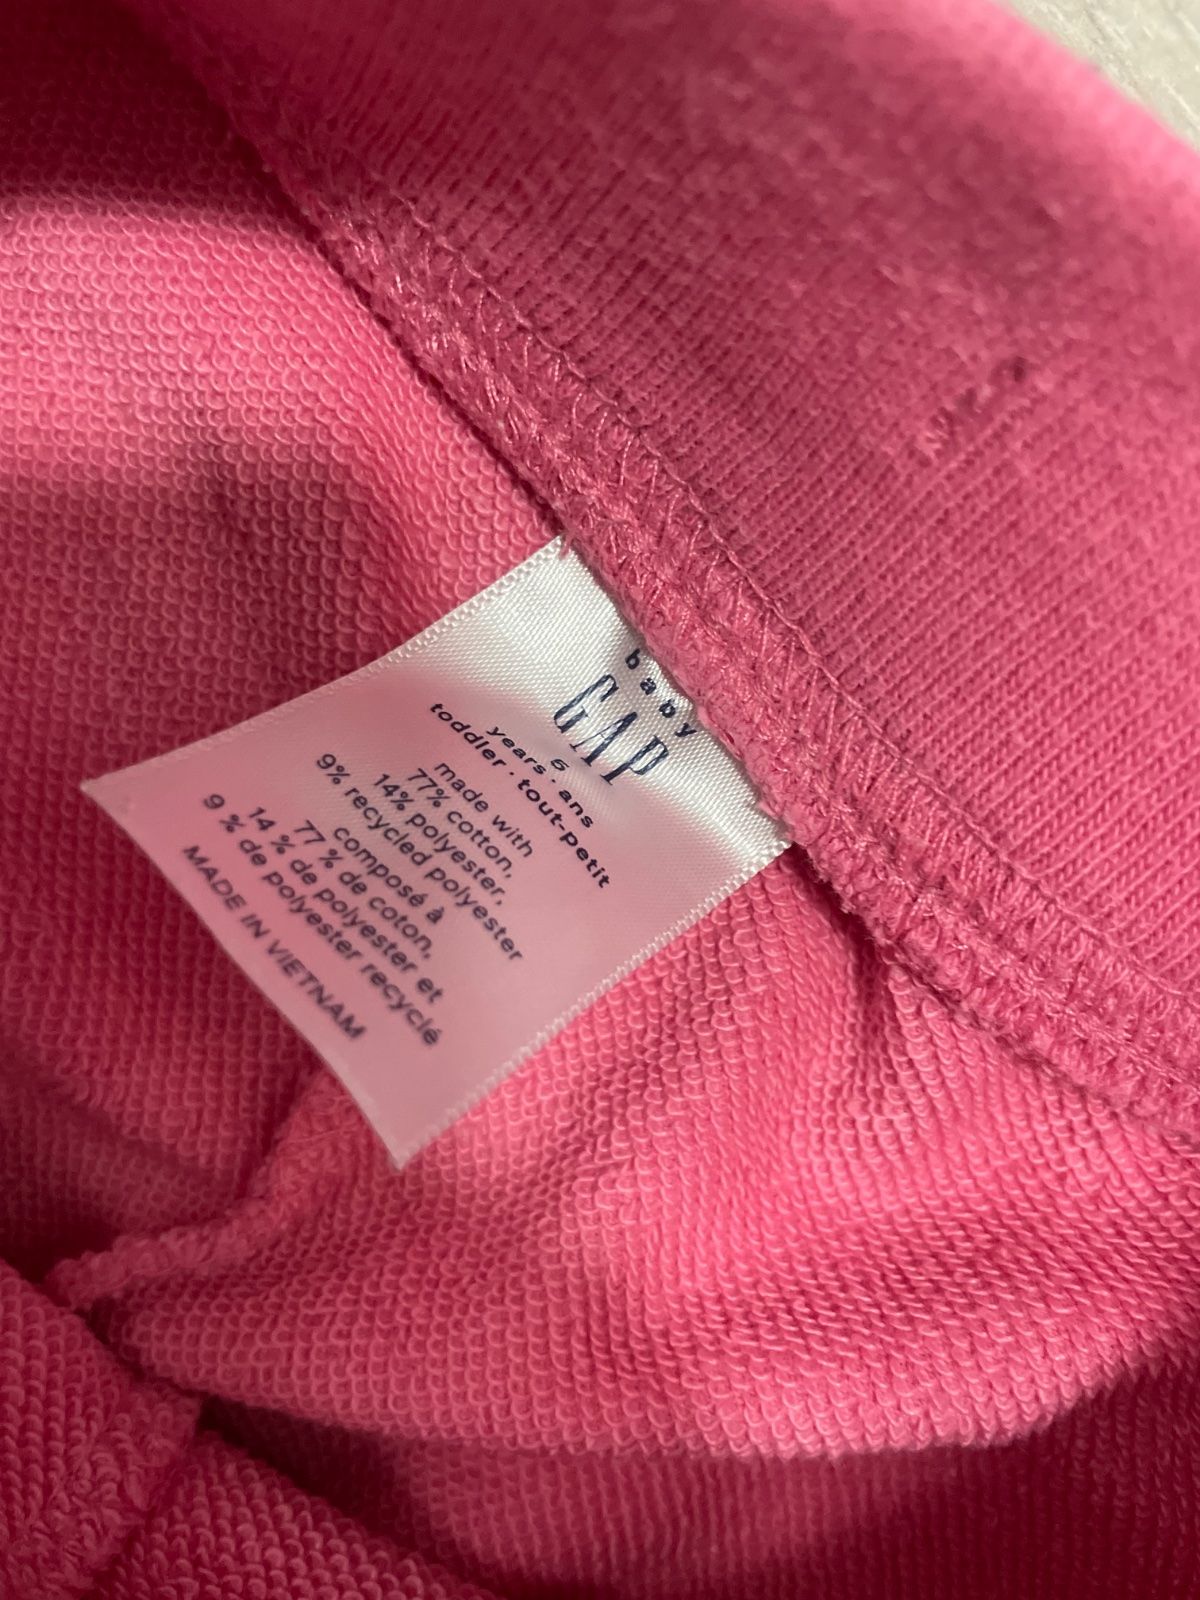 baby
GAP
5
years · ans
toddler · tout-petit
made with
77% cotton,
14% polyester,
9% recycled polyester
composé à
77 % de coton,
14 % de polyester et
9 % de polyester recyclé
MADE IN VIETNAM